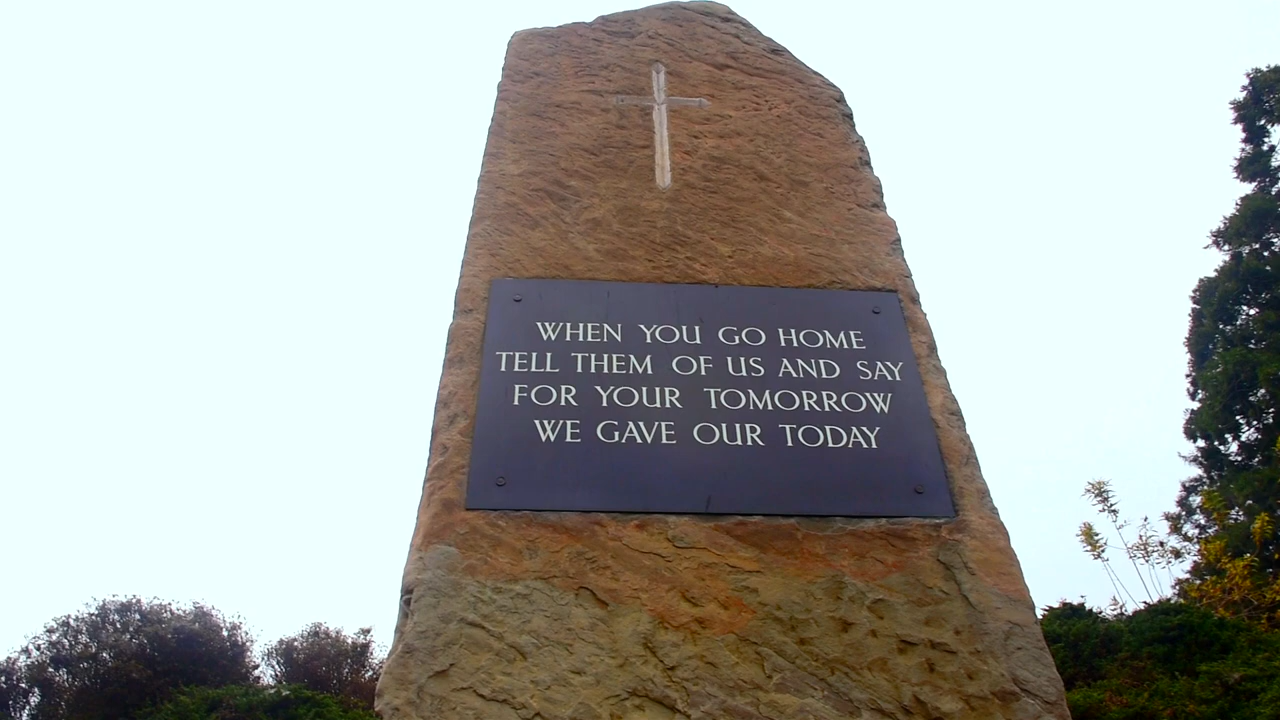 WHEN YOU GO HOME
TELL THEM OF US AND SAY
FOR YOUR TOMORROW
WE GAVE OUR TODAY